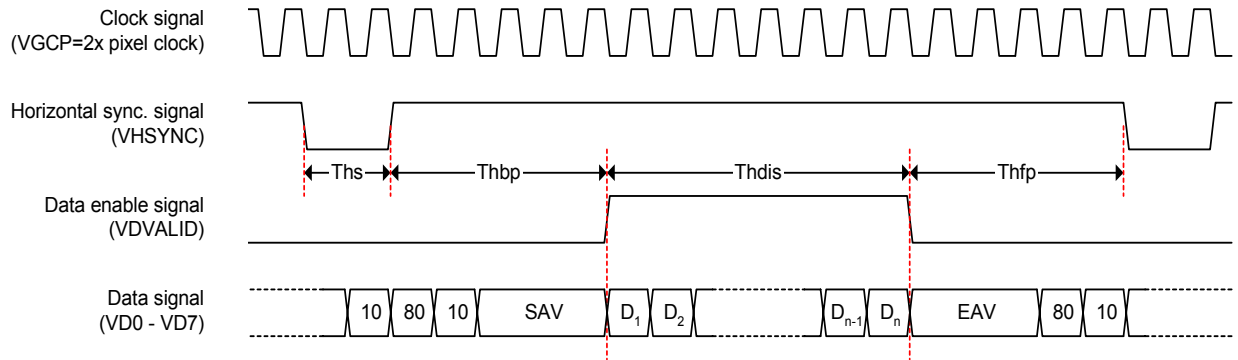 Clock signal
(VGCP=2x pixel clock)
Horizontal sync. signal
(VHSYNC)
Ths Thbp Thdis Thfp
Data enable signal
(VDVALID)
Data signal
(VD0 - VD7)
10 80 10 SAV D1 D2 Dn-1 Dn EAV 80 10